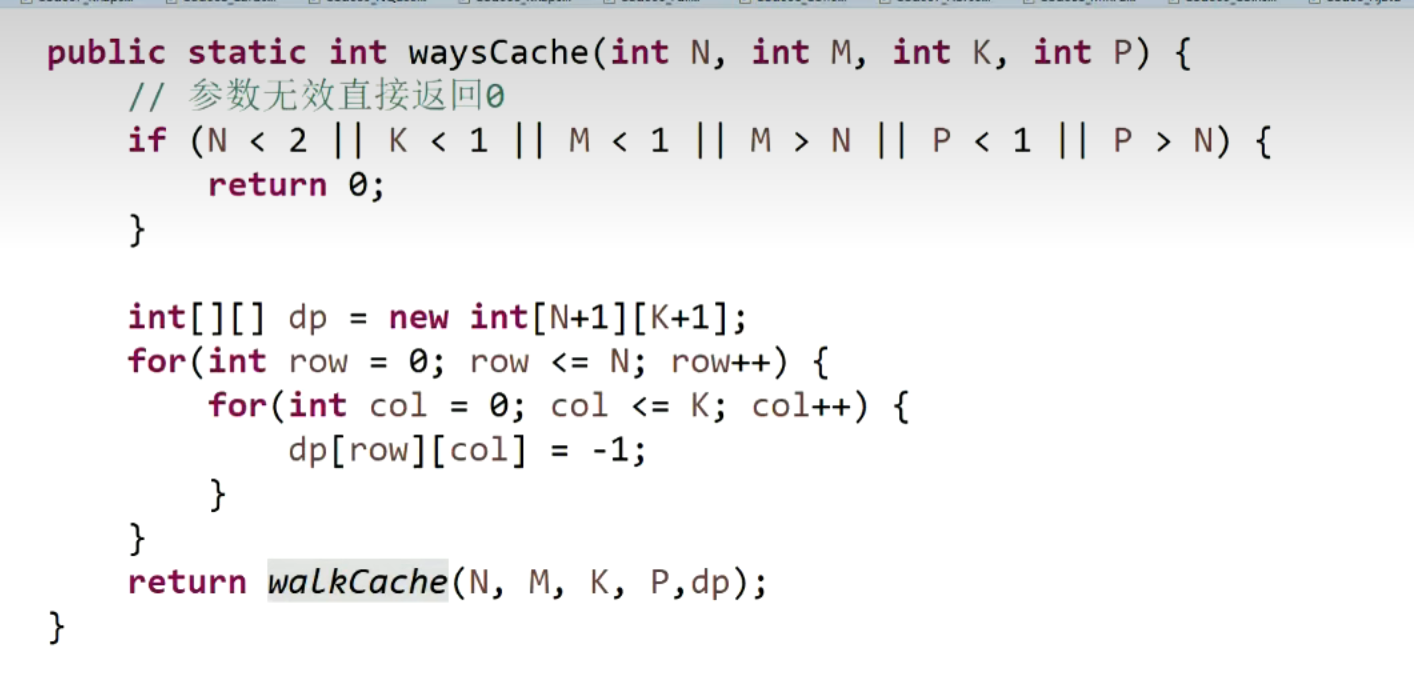 public static int waysCache(int N, int M, int K, int P) {
// 参数无效直接返回0
if (N < 2 || K < 1 || M < 1 || M > N || P < 1 || P > N) {
return 0;
}
int[][] dp = new int[N+1][K+1];
for(int row = 0; row <= N; row++) {
for(int col = 0; col <= K; col++) {
dp[row][col] = -1;
}
}
return walkCache(N, M, K, P,dp);
}